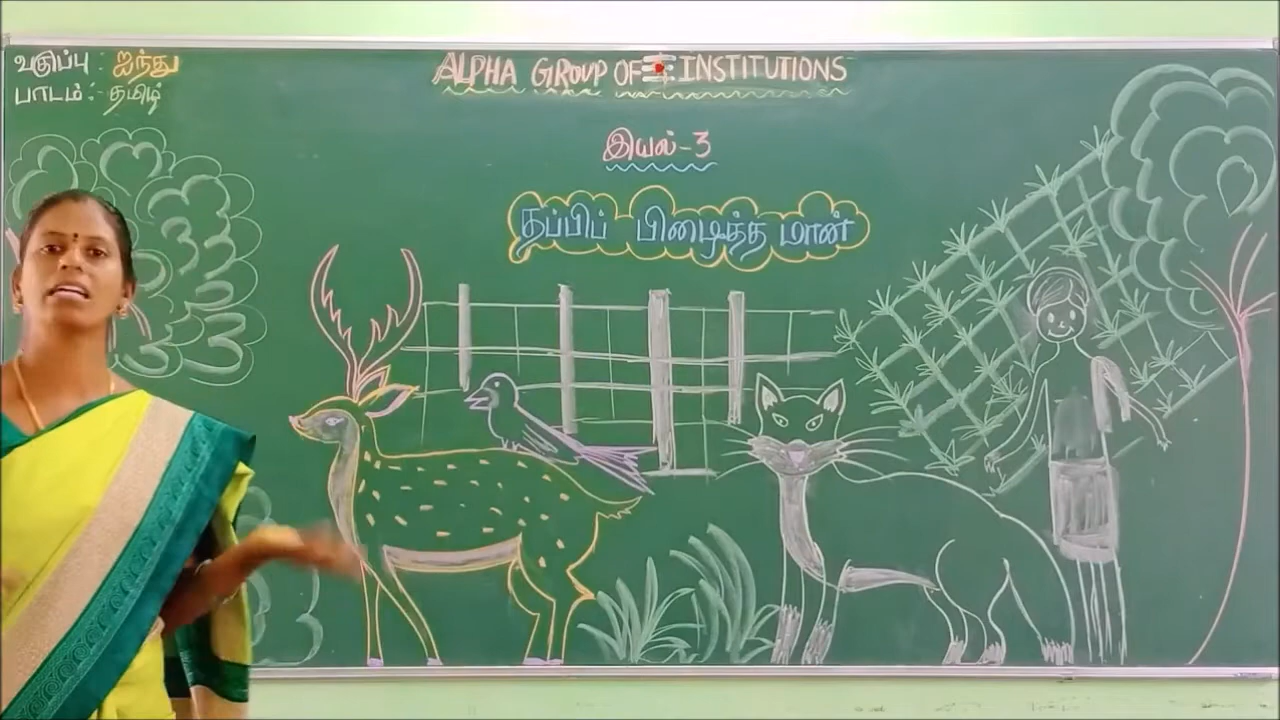 வகுப்பு : ஐந்து
பாடம் :- தமிழ்
ALPHA GROUP OF INSTITUTIONS
இயல் - 3
தப்பிப் பிழைத்த மான்